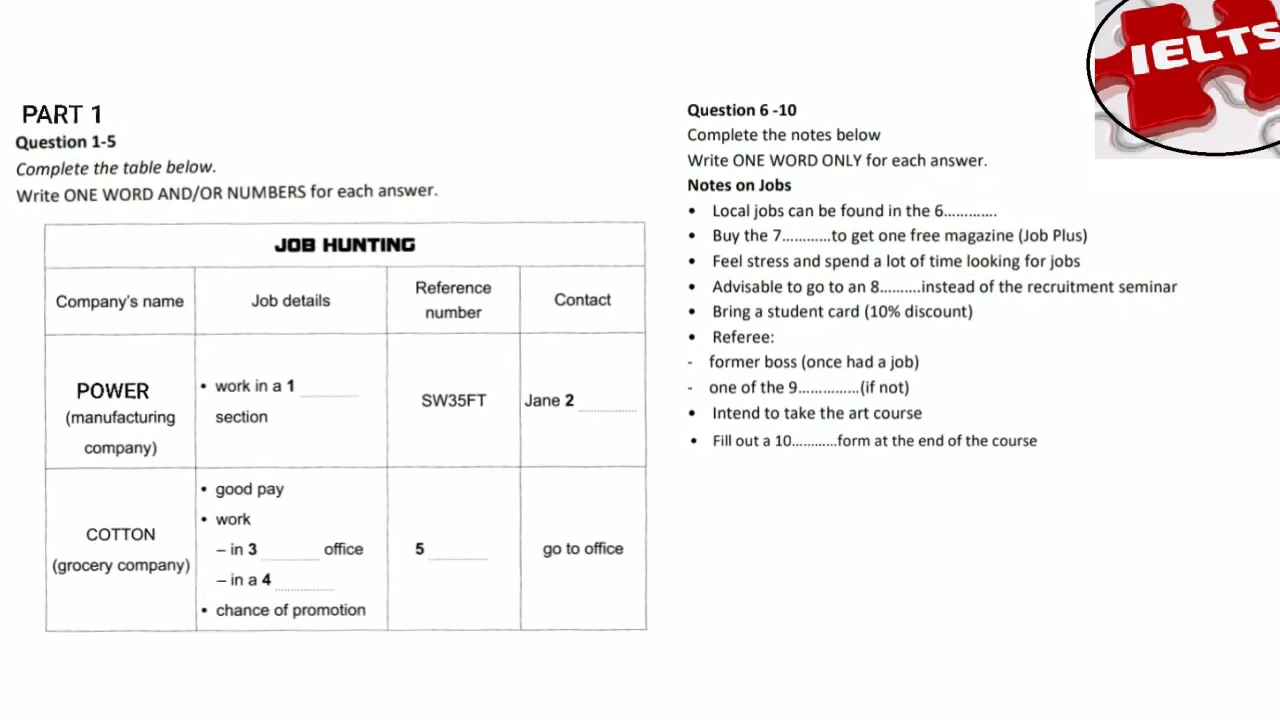 IELTS
PART 1
Question 1-5
Complete the table below.
Write ONE WORD AND/OR NUMBERS for each answer.
JOB HUNTING
Company's name
Job details
Reference
number
Contact
POWER
(manufacturing
company)
• work in a 1 ............
section
SW35FT
Jane 2 ............
COTTON
(grocery company)
• good pay
• work
– in 3 ............ office
– in a 4 ............
• chance of promotion
5 ............
go to office
Question 6 -10
Complete the notes below
Write ONE WORD ONLY for each answer.
Notes on Jobs
• Local jobs can be found in the 6………….
• Buy the 7…………to get one free magazine (Job Plus)
• Feel stress and spend a lot of time looking for jobs
• Advisable to go to an 8……….instead of the recruitment seminar
• Bring a student card (10% discount)
• Referee:
- former boss (once had a job)
- one of the 9……………(if not)
• Intend to take the art course
• Fill out a 10…………form at the end of the course